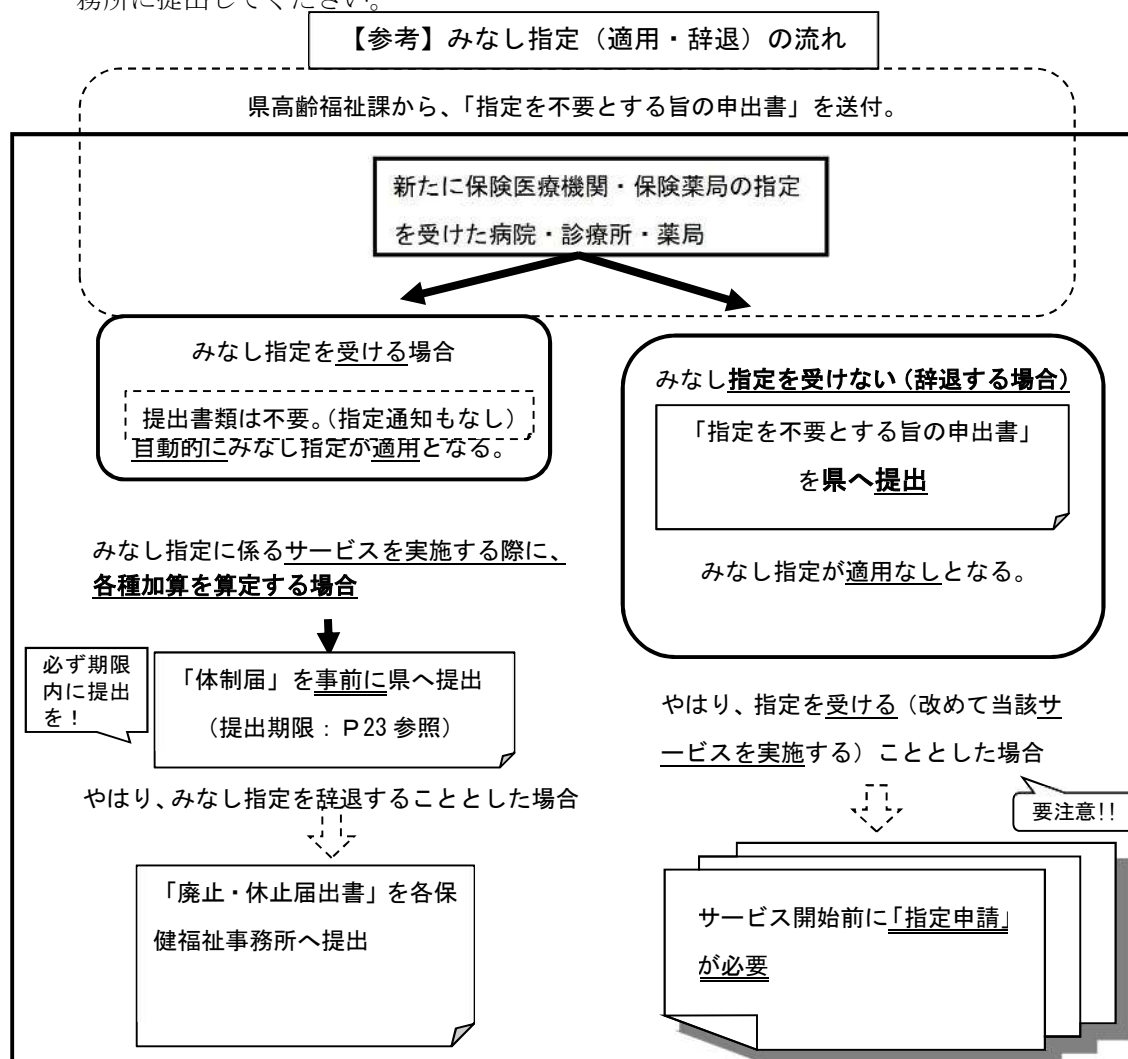 務所に提出してください。
【参考】みなし指定（適用・辞退）の流れ
県高齢福祉課から、「指定を不要とする旨の申出書」を送付。
新たに保険医療機関・保険薬局の指定
を受けた病院・診療所・薬局
みなし指定を受ける場合
提出書類は不要。（指定通知もなし）
自動的にみなし指定が適用となる。
みなし指定に係るサービスを実施する際に、
各種加算を算定する場合
必ず期限
内に提出
を！
「体制届」を事前に県へ提出
（提出期限：Ｐ23 参照）
やはり、みなし指定を辞退することとした場合
「廃止・休止届出書」を各保
健福祉事務所へ提出
みなし指定を受けない（辞退する場合）
「指定を不要とする旨の申出書」
を県へ提出
みなし指定が適用なしとなる。
やはり、指定を受ける（改めて当該サ
ービスを実施する）こととした場合
要注意!!
サービス開始前に「指定申請」
が必要